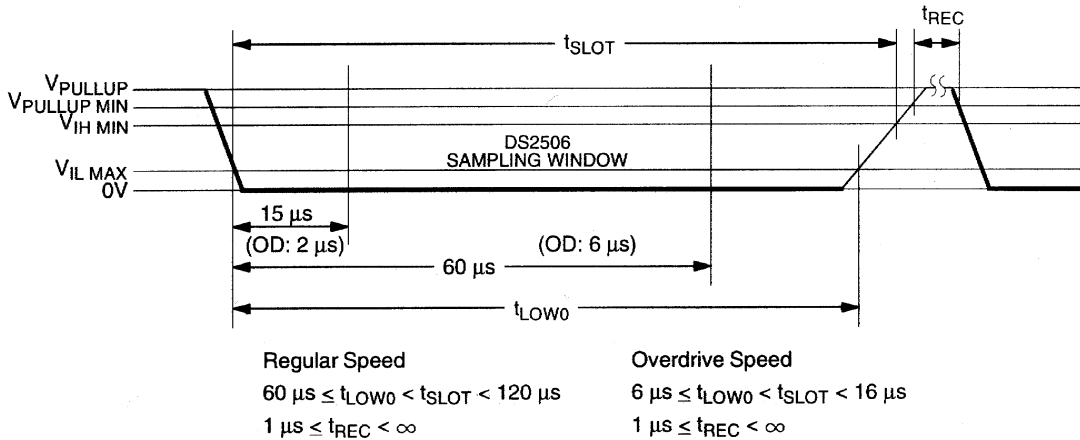 tREC
tSLOT
VPULLUP
VPULLUP MIN
VIH MIN
DS2506
SAMPLING WINDOW
VIL MAX
0V
15 µs
(OD: 2 µs)
(OD: 6 µs)
60 µs
tLOW0
Regular Speed
60 µs ≤ tLOW0 < tSLOT < 120 µs
1 µs ≤ tREC < ∞
Overdrive Speed
6 µs ≤ tLOW0 < tSLOT < 16 µs
1 µs ≤ tREC < ∞